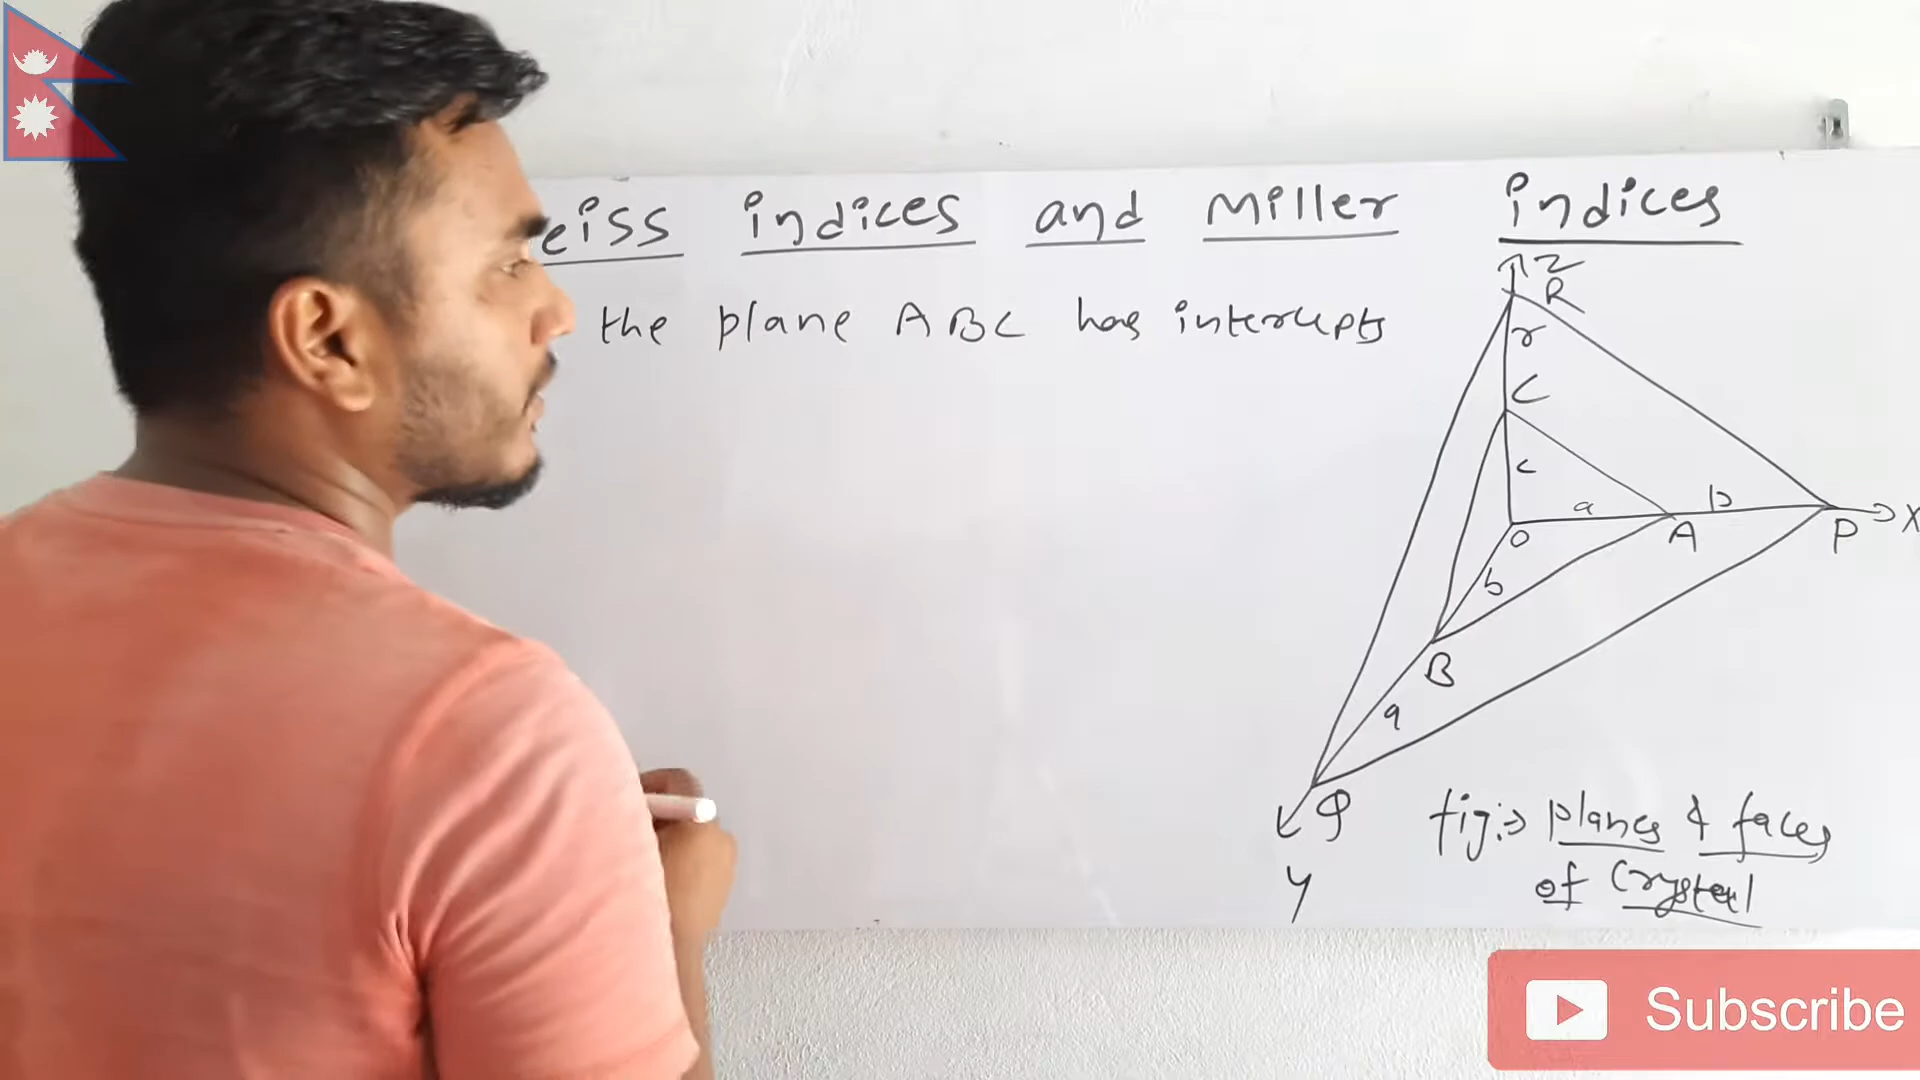 eiss indices and Miller indices
the plane ABC has intercepts
Z
R
r
C
c
a
p
O
A
P
X
b
B
q
Q
Y
fig:→ planes & faces
of crystal
Subscribe